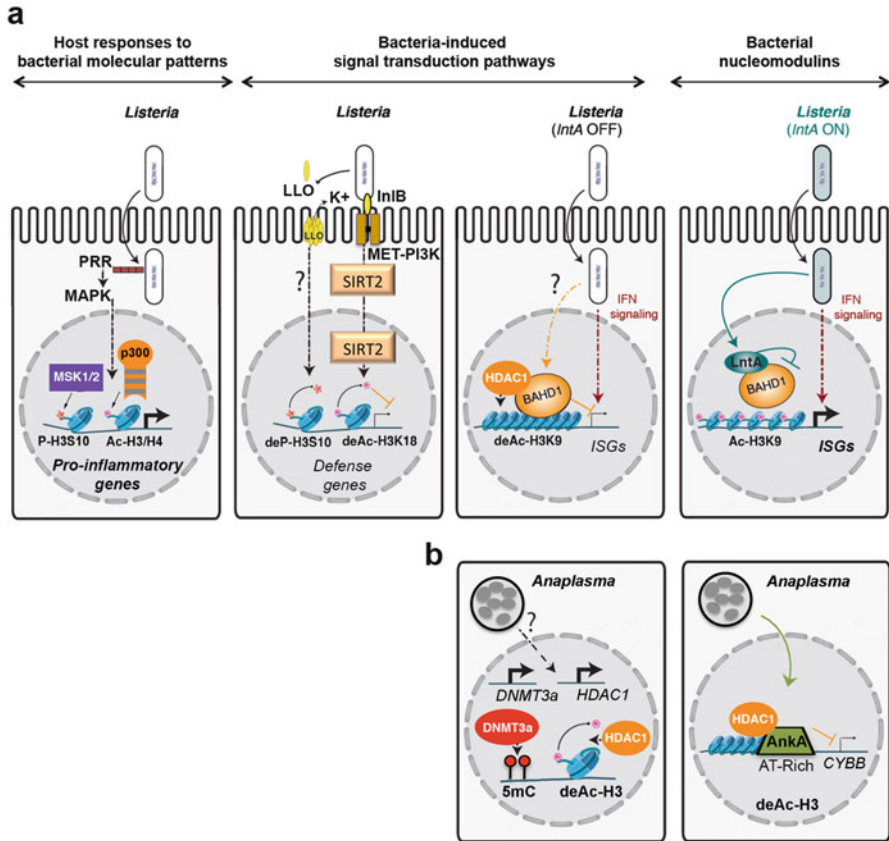 a
Host responses to
bacterial molecular patterns
Bacteria-induced
signal transduction pathways
Bacterial
nucleomodulins
Listeria
PRR
MAPK
MSK1/2
p300
P-H3S10
Ac-H3/H4
Pro-inflammatory
genes
Listeria
LLO
K+
InlB
LLO
MET-PI3K
?
SIRT2
SIRT2
deP-H3S10
deAc-H3K18
Defense
genes
Listeria
(lntA OFF)
?
IFN
signaling
HDAC1
BAHD1
deAc-H3K9
ISGs
Listeria
(lntA ON)
IFN
signaling
LntA
BAHD1
Ac-H3K9
ISGs
b
Anaplasma
?
DNMT3a
HDAC1
DNMT3a
HDAC1
5mC
deAc-H3
Anaplasma
HDAC1
AnkA
AT-Rich
CYBB
deAc-H3